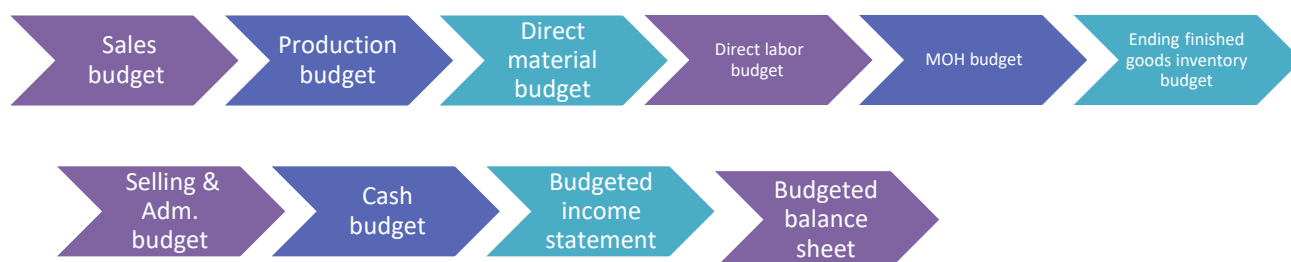 Sales
budget
Production
budget
Direct
material
budget
Direct labor
budget
MOH budget
Ending finished
goods inventory
budget
Selling &
Adm.
budget
Cash
budget
Budgeted
income
statement
Budgeted
balance
sheet